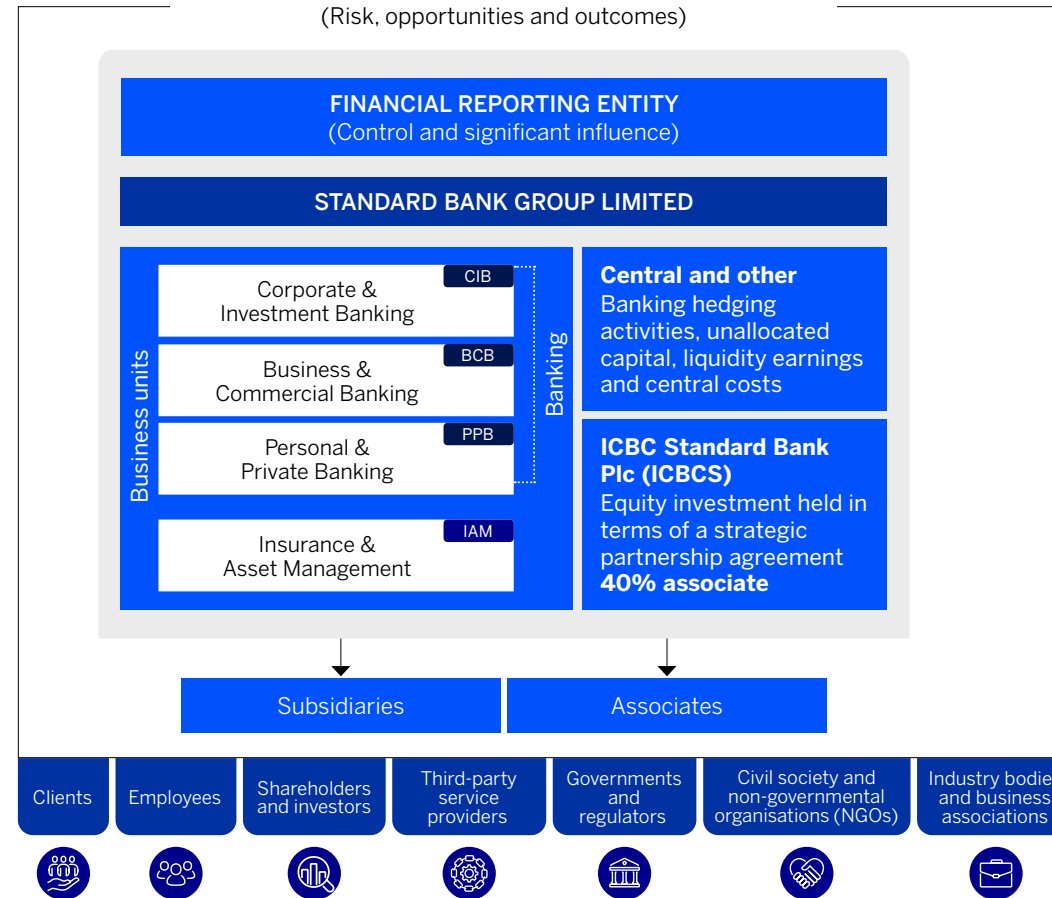 (Risk, opportunities and outcomes)
FINANCIAL REPORTING ENTITY
(Control and significant influence)
STANDARD BANK GROUP LIMITED
Business units
CIB
Corporate &
Investment Banking
BCB
Business &
Commercial Banking
PPB
Personal &
Private Banking
IAM
Insurance &
Asset Management
Banking
Central and other
Banking hedging
activities, unallocated
capital, liquidity earnings
and central costs
ICBC Standard Bank
Plc (ICBCS)
Equity investment held in
terms of a strategic
partnership agreement
40% associate
Subsidiaries
Associates
Clients
Employees
Shareholders
and investors
Third-party
service
providers
Governments
and
regulators
Civil society and
non-governmental
organisations (NGOs)
Industry bodies
and business
associations